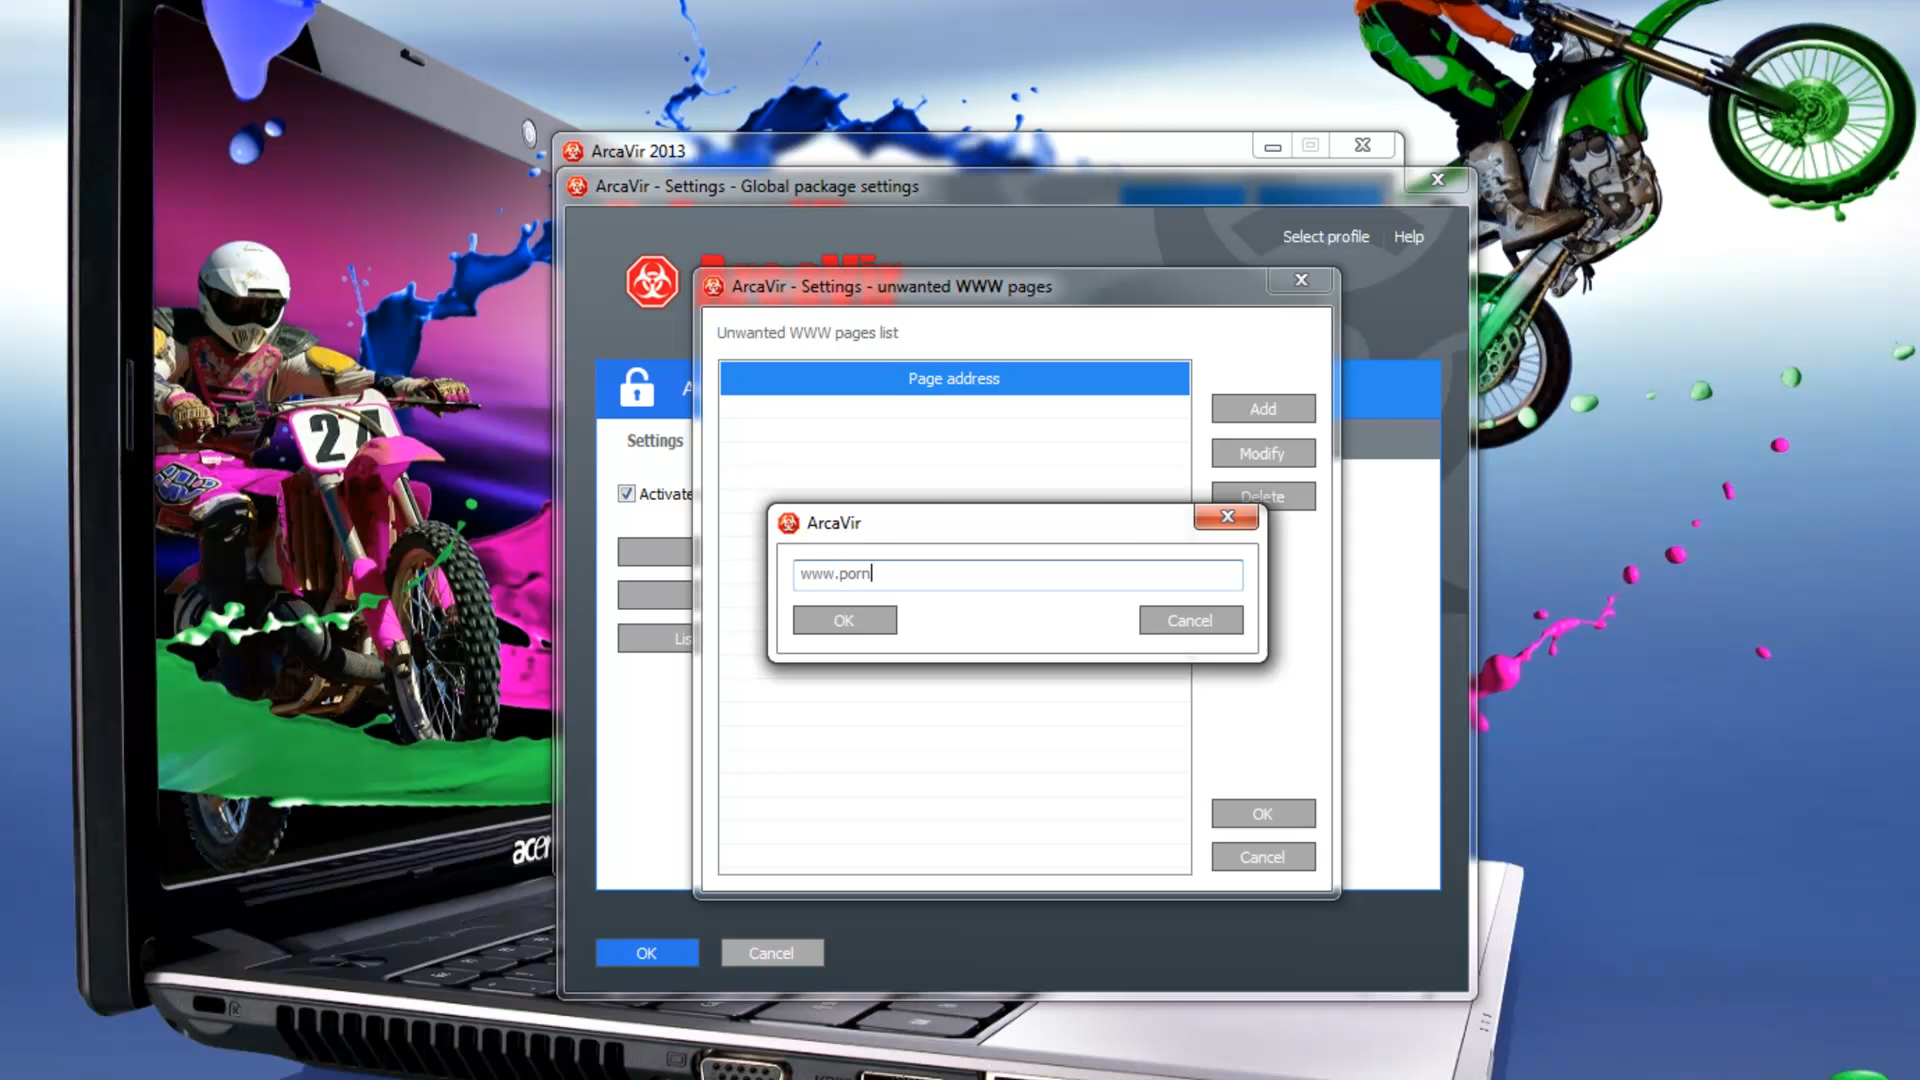 ArcaVir 2013
ArcaVir - Settings - Global package settings
Select profile
Help
ArcaVir
ArcaVir - Settings - unwanted WWW pages
Unwanted WWW pages list
Page address
Add
Settings
Modify
Activate
Delete
ArcaVir
www.porn
OK
Cancel
OK
Cancel
OK
Cancel
24
acer